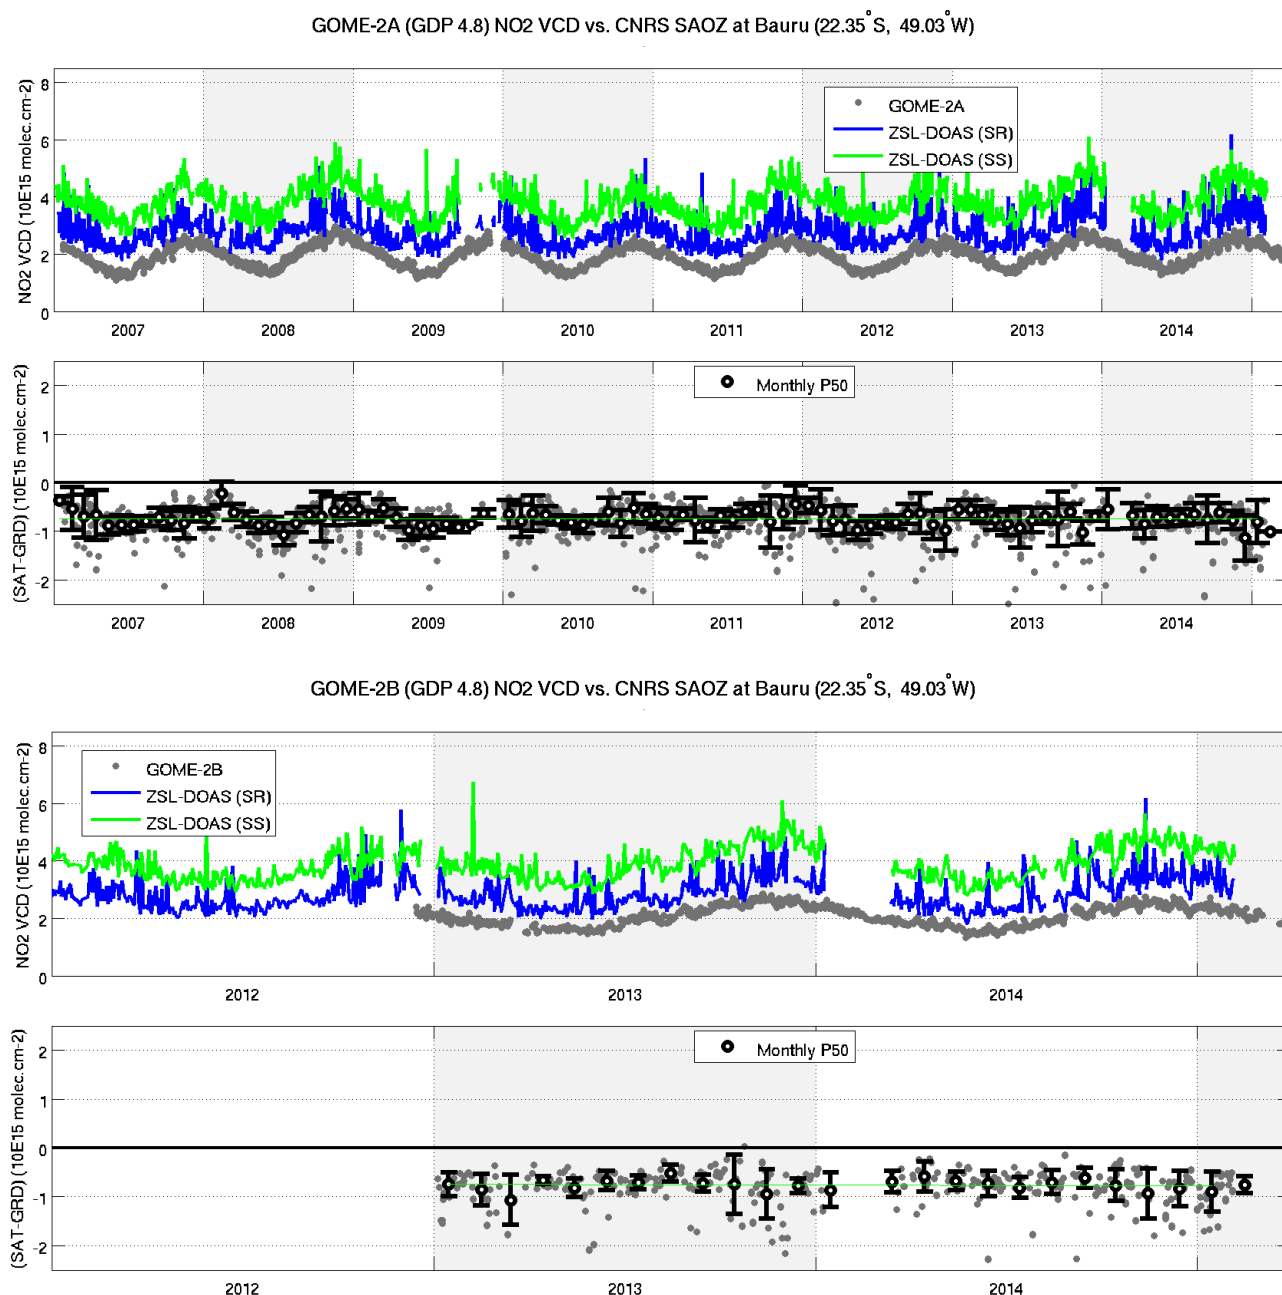 GOME-2A (GDP 4.8) NO2 VCD vs. CNRS SAOZ at Bauru (22.35°S, 49.03°W)
NO2 VCD (10E15 molec.cm-2)
8
6
4
2
0
GOME-2A
ZSL-DOAS (SR)
ZSL-DOAS (SS)
2007 2008 2009 2010 2011 2012 2013 2014
(SAT-GRD) (10E15 molec.cm-2)
2
1
0
-1
-2
Monthly P50
2007 2008 2009 2010 2011 2012 2013 2014
GOME-2B (GDP 4.8) NO2 VCD vs. CNRS SAOZ at Bauru (22.35°S, 49.03°W)
NO2 VCD (10E15 molec.cm-2)
8
6
4
2
0
GOME-2B
ZSL-DOAS (SR)
ZSL-DOAS (SS)
2012 2013 2014
(SAT-GRD) (10E15 molec.cm-2)
2
1
0
-1
-2
Monthly P50
2012 2013 2014